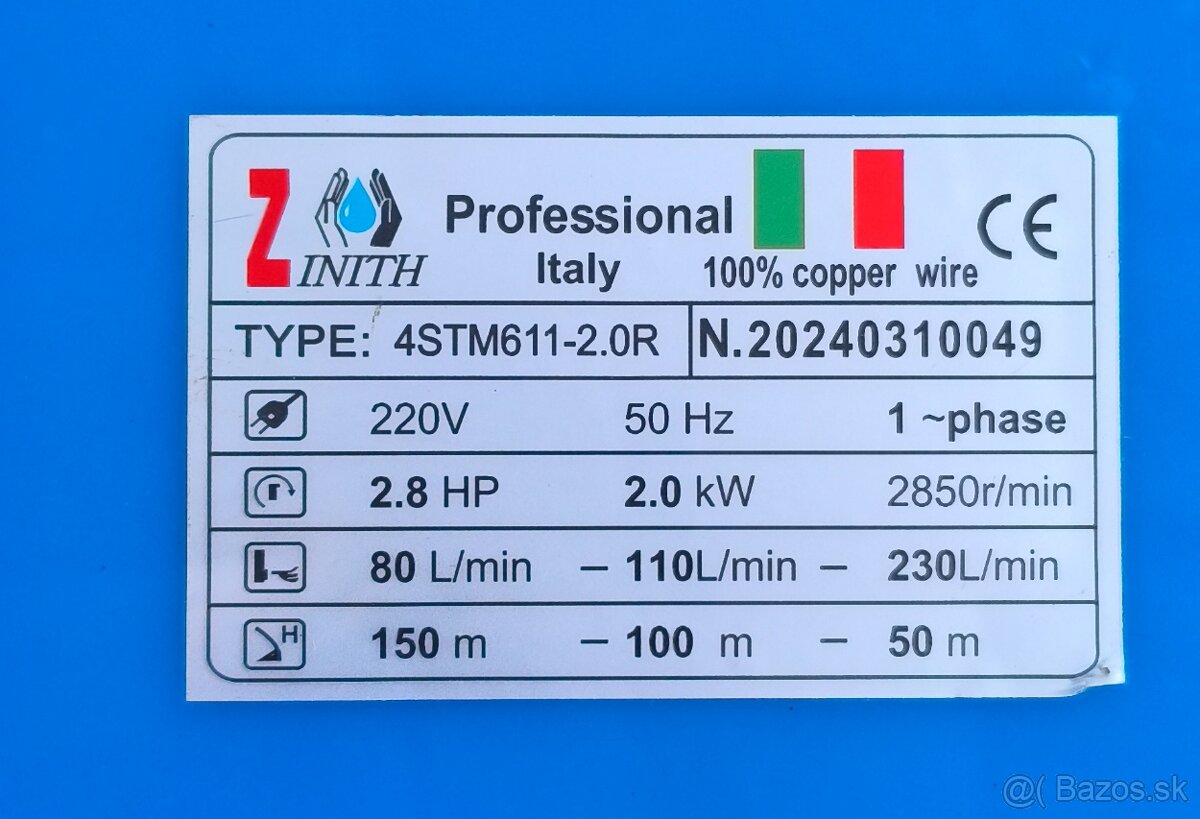 ZINITH
Professional
Italy
100% copper wire
CE
TYPE: 4STM611-2.0R
N.20240310049
220V 50 Hz 1 ~phase
2.8 HP 2.0 kW 2850r/min
80 L/min – 110L/min – 230L/min
H 150 m – 100 m – 50 m
@( Bazos.sk